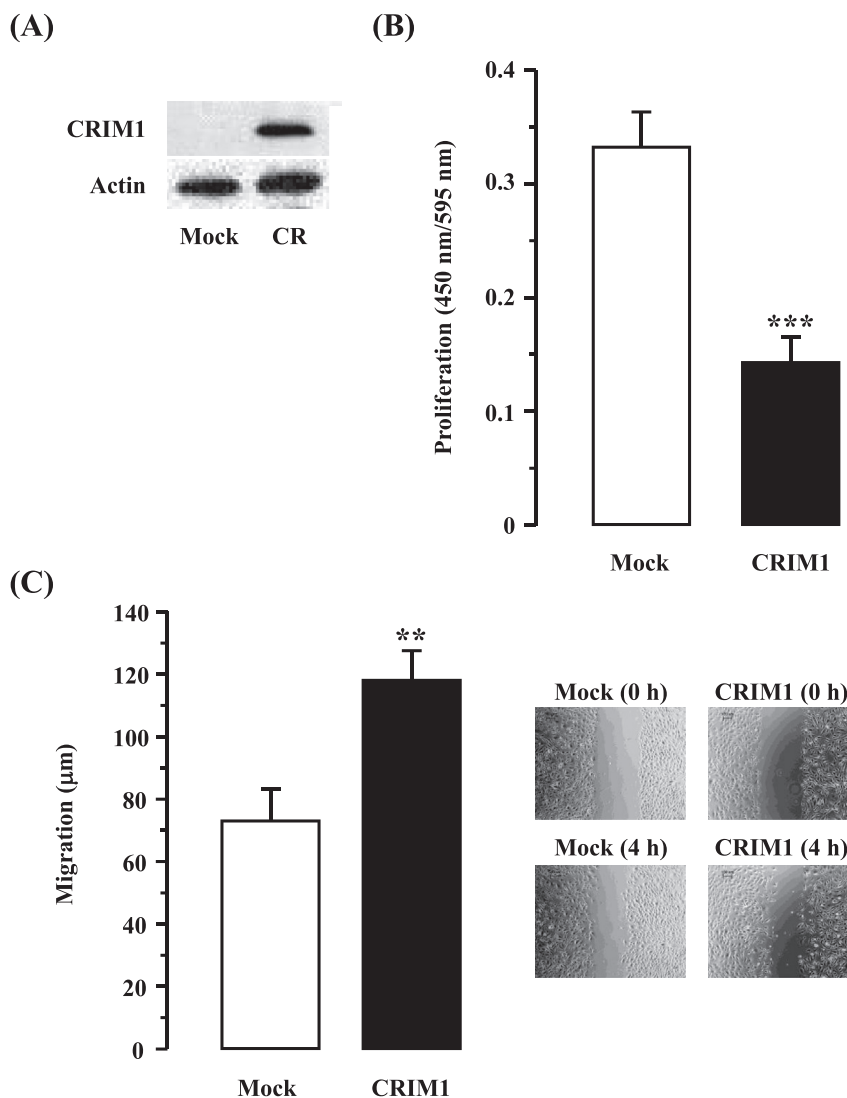 (A)
CRIM1
Actin
Mock CR
(B)
Proliferation (450 nm/595 nm)
0.4
0.3
0.2
0.1
0
***
Mock CRIM1
(C)
Migration (μm)
140
120
100
80
60
40
20
0
**
Mock CRIM1
Mock (0 h) CRIM1 (0 h)
Mock (4 h) CRIM1 (4 h)